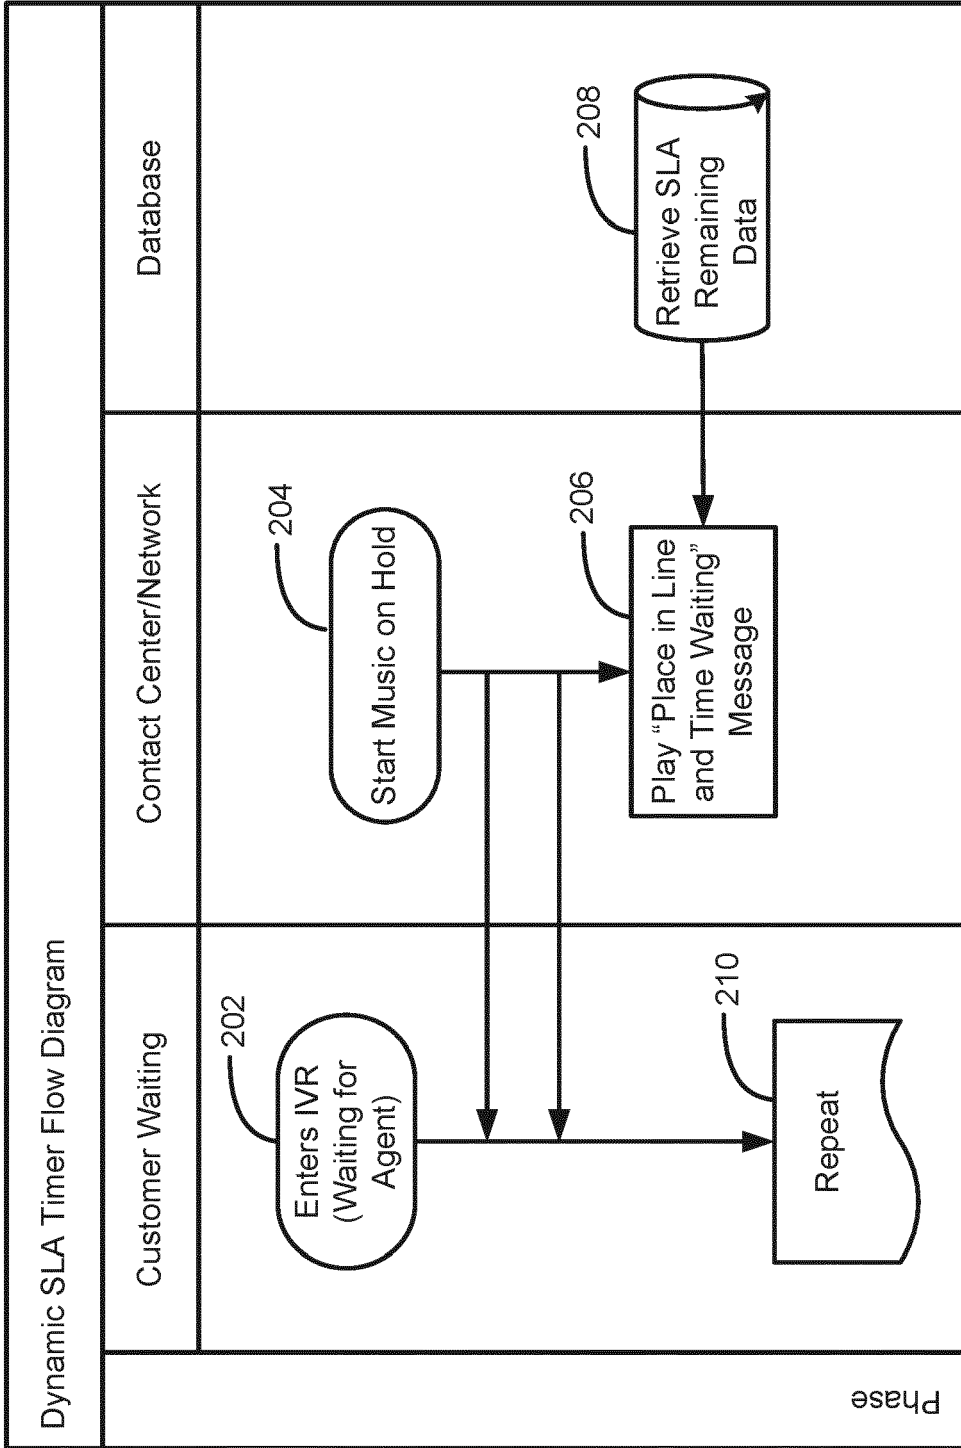 Dynamic SLA Timer Flow Diagram
Customer Waiting
Contact Center/Network
Database
Phase
202
Enters IVR
(Waiting for
Agent)
204
Start Music on Hold
206
Play “Place in Line
and Time Waiting”
Message
208
Retrieve SLA
Remaining
Data
210
Repeat